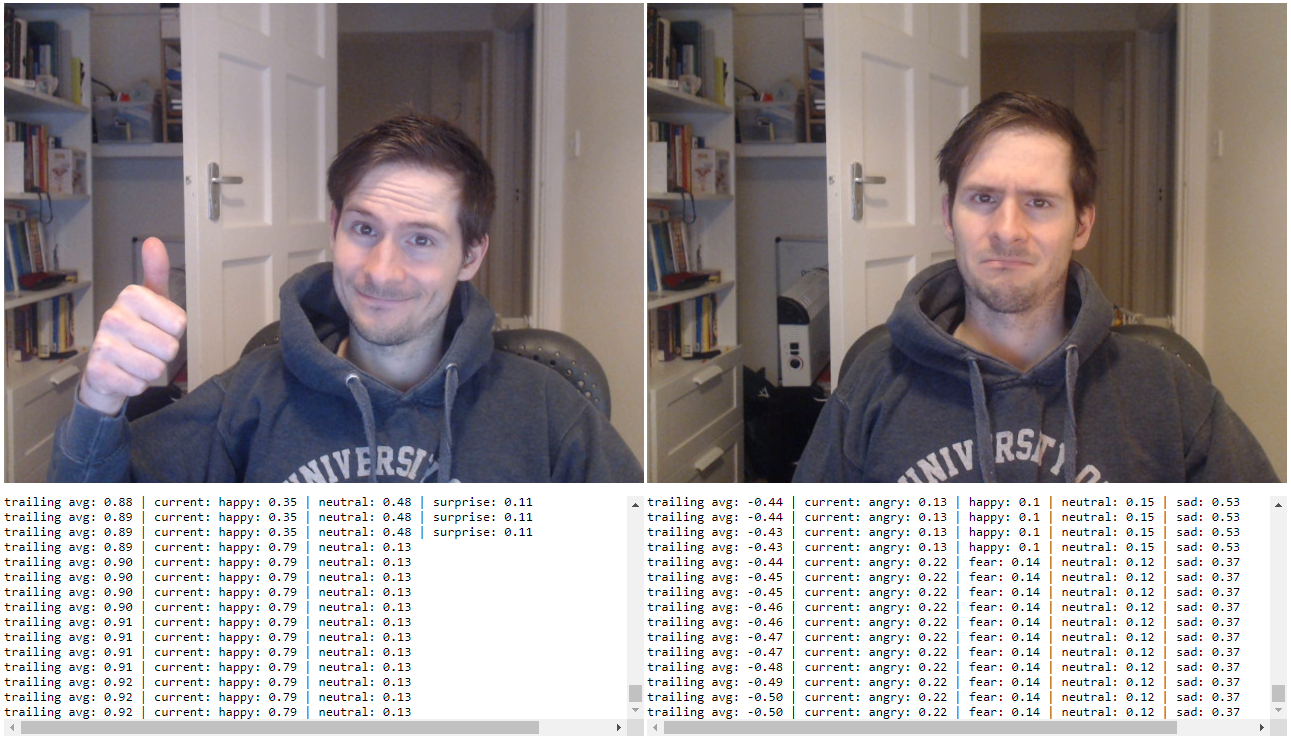 UNIVERSITY
UNIVERSITY O
trailing avg: 0.88 | current: happy: 0.35 | neutral: 0.48 | surprise: 0.11
trailing avg: 0.89 | current: happy: 0.35 | neutral: 0.48 | surprise: 0.11
trailing avg: 0.89 | current: happy: 0.35 | neutral: 0.48 | surprise: 0.11
trailing avg: 0.89 | current: happy: 0.79 | neutral: 0.13
trailing avg: 0.90 | current: happy: 0.79 | neutral: 0.13
trailing avg: 0.90 | current: happy: 0.79 | neutral: 0.13
trailing avg: 0.90 | current: happy: 0.79 | neutral: 0.13
trailing avg: 0.90 | current: happy: 0.79 | neutral: 0.13
trailing avg: 0.91 | current: happy: 0.79 | neutral: 0.13
trailing avg: 0.91 | current: happy: 0.79 | neutral: 0.13
trailing avg: 0.91 | current: happy: 0.79 | neutral: 0.13
trailing avg: 0.91 | current: happy: 0.79 | neutral: 0.13
trailing avg: 0.92 | current: happy: 0.79 | neutral: 0.13
trailing avg: 0.92 | current: happy: 0.79 | neutral: 0.13
trailing avg: 0.92 | current: happy: 0.79 | neutral: 0.13
trailing avg: -0.44 | current: angry: 0.13 | happy: 0.1 | neutral: 0.15 | sad: 0.53
trailing avg: -0.44 | current: angry: 0.13 | happy: 0.1 | neutral: 0.15 | sad: 0.53
trailing avg: -0.43 | current: angry: 0.13 | happy: 0.1 | neutral: 0.15 | sad: 0.53
trailing avg: -0.43 | current: angry: 0.13 | happy: 0.1 | neutral: 0.15 | sad: 0.53
trailing avg: -0.44 | current: angry: 0.22 | fear: 0.14 | neutral: 0.12 | sad: 0.37
trailing avg: -0.45 | current: angry: 0.22 | fear: 0.14 | neutral: 0.12 | sad: 0.37
trailing avg: -0.45 | current: angry: 0.22 | fear: 0.14 | neutral: 0.12 | sad: 0.37
trailing avg: -0.46 | current: angry: 0.22 | fear: 0.14 | neutral: 0.12 | sad: 0.37
trailing avg: -0.46 | current: angry: 0.22 | fear: 0.14 | neutral: 0.12 | sad: 0.37
trailing avg: -0.47 | current: angry: 0.22 | fear: 0.14 | neutral: 0.12 | sad: 0.37
trailing avg: -0.47 | current: angry: 0.22 | fear: 0.14 | neutral: 0.12 | sad: 0.37
trailing avg: -0.48 | current: angry: 0.22 | fear: 0.14 | neutral: 0.12 | sad: 0.37
trailing avg: -0.49 | current: angry: 0.22 | fear: 0.14 | neutral: 0.12 | sad: 0.37
trailing avg: -0.50 | current: angry: 0.22 | fear: 0.14 | neutral: 0.12 | sad: 0.37
trailing avg: -0.50 | current: angry: 0.22 | fear: 0.14 | neutral: 0.12 | sad: 0.37